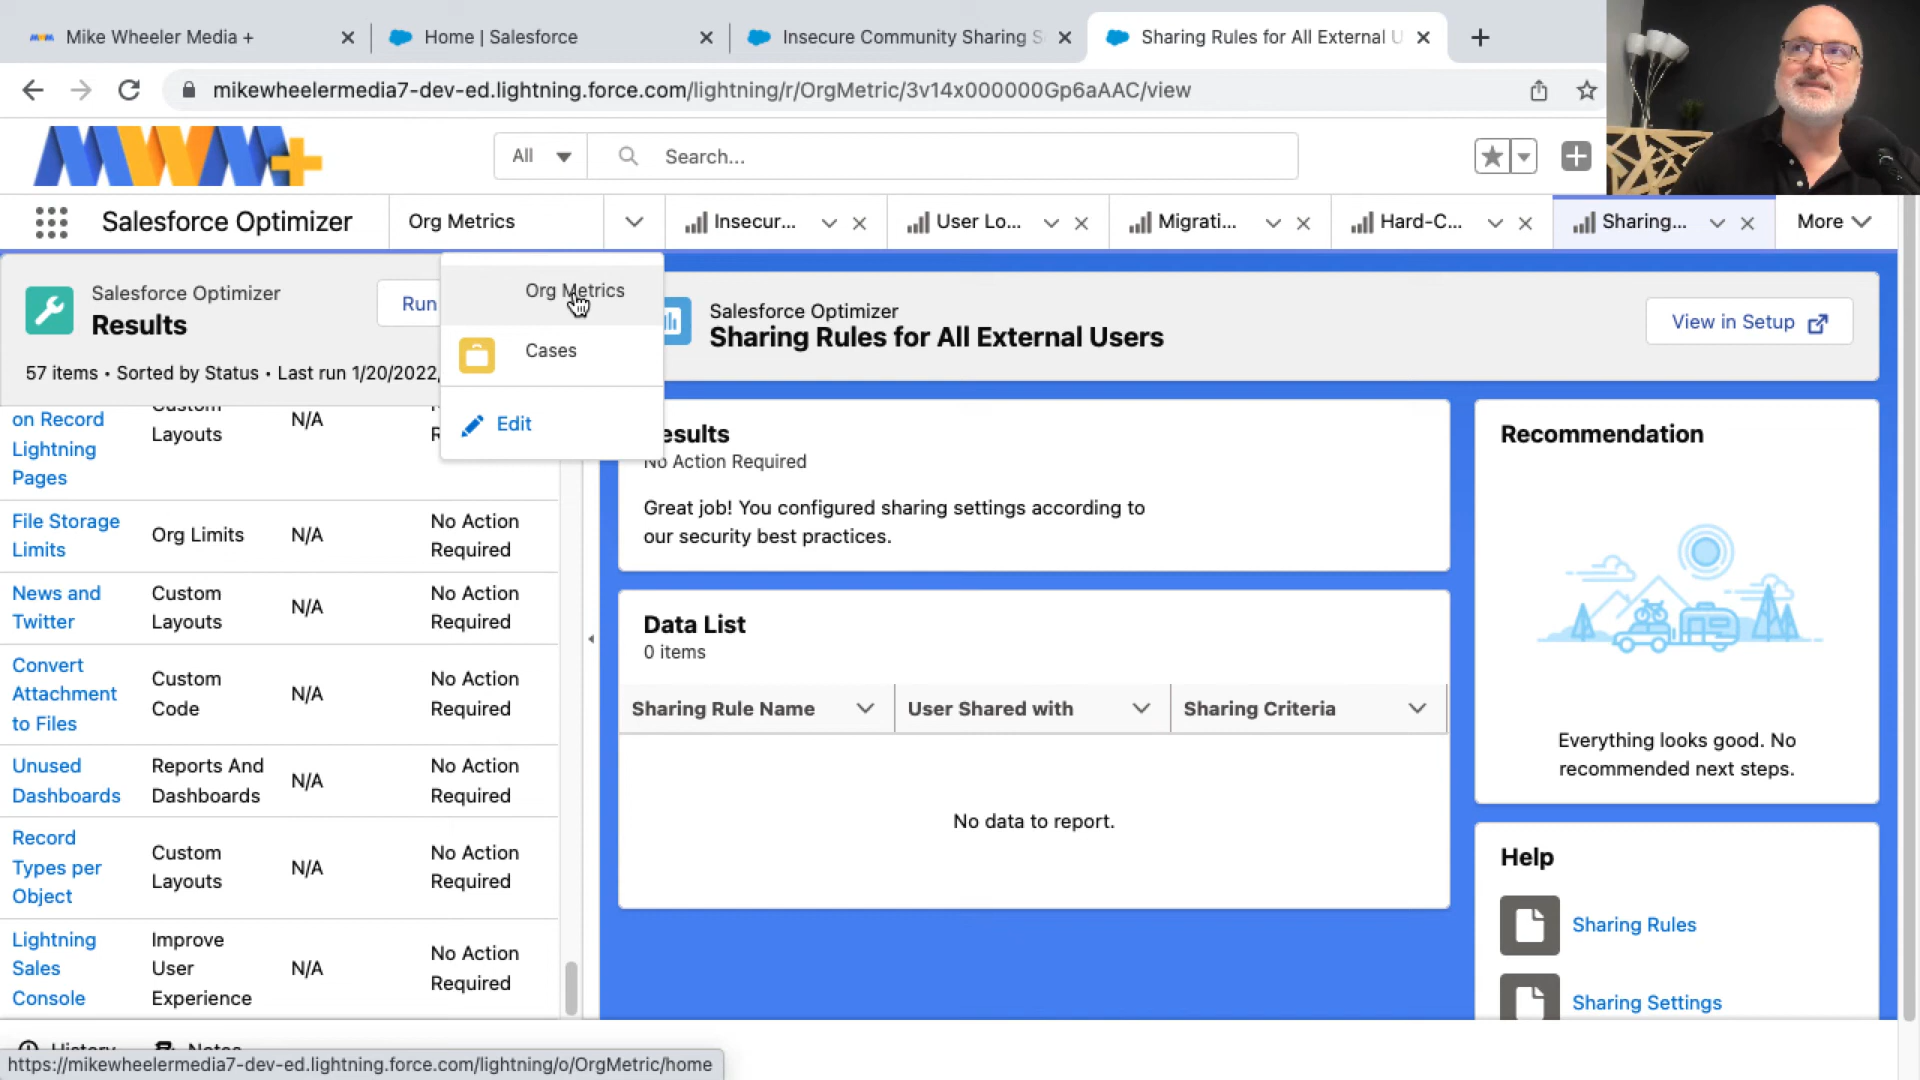 Mike Wheeler Media +
Home | Salesforce
Insecure Community Sharing S
Sharing Rules for All External U
mikewheelermedia7-dev-ed.lightning.force.com/lightning/r/OrgMetric/3v14x000000Gp6aAAC/view
MWM+
All
Search...
Salesforce Optimizer
Org Metrics
Insecur...
User Lo...
Migrati...
Hard-C...
Sharing...
More
Salesforce Optimizer
Results
Run
57 items • Sorted by Status • Last run 1/20/2022,
Org Metrics
Cases
Edit
Salesforce Optimizer
Sharing Rules for All External Users
View in Setup
on Record
Lightning
Pages
Custom
Layouts
N/A
File Storage
Limits
Org Limits
N/A
No Action
Required
News and
Twitter
Custom
Layouts
N/A
No Action
Required
Convert
Attachment
to Files
Custom
Code
N/A
No Action
Required
Unused
Dashboards
Reports And
Dashboards
N/A
No Action
Required
Record
Types per
Object
Custom
Layouts
N/A
No Action
Required
Lightning
Sales
Console
Improve
User
Experience
N/A
No Action
Required
esults
No Action Required
Great job! You configured sharing settings according to
our security best practices.
Data List
0 items
Sharing Rule Name
User Shared with
Sharing Criteria
No data to report.
Recommendation
Everything looks good. No
recommended next steps.
Help
Sharing Rules
Sharing Settings
History
Notes
https://mikewheelermedia7-dev-ed.lightning.force.com/lightning/o/OrgMetric/home